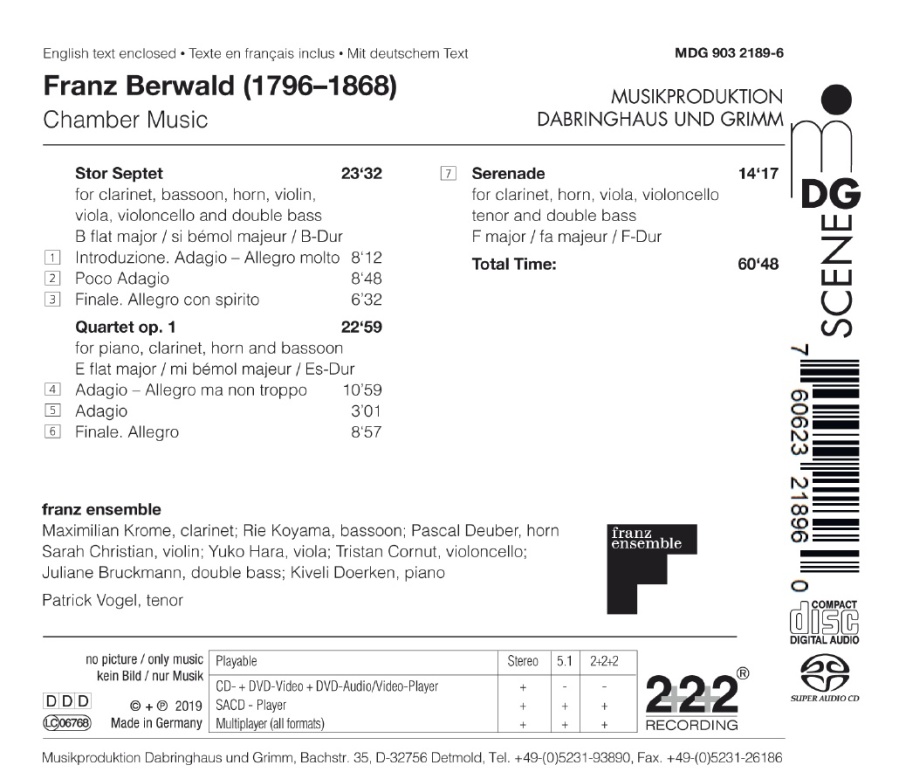 English text enclosed • Texte en français inclus • Mit deutschem Text
MDG 903 2189-6
Franz Berwald (1796–1868)
Chamber Music
MUSIKPRODUKTION
DABRINGHAUS UND GRIMM
mDG
SCENE
Stor Septet 23‘32
for clarinet, bassoon, horn, violin,
viola, violoncello and double bass
B flat major / si bémol majeur / B-Dur
1 Introduzione. Adagio – Allegro molto 8'12
2 Poco Adagio 8'48
3 Finale. Allegro con spirito 6'32
Quartet op. 1 22‘59
for piano, clarinet, horn and bassoon
E flat major / mi bémol majeur / Es-Dur
4 Adagio – Allegro ma non troppo 10'59
5 Adagio 3'01
6 Finale. Allegro 8'57
7 Serenade 14‘17
for clarinet, horn, viola, violoncello
tenor and double bass
F major / fa majeur / F-Dur
Total Time: 60‘48
7 60623 21896 0
franz ensemble
Maximilian Krome, clarinet; Rie Koyama, bassoon; Pascal Deuber, horn
Sarah Christian, violin; Yuko Hara, viola; Tristan Cornut, violoncello;
Juliane Bruckmann, double bass; Kiveli Doerken, piano
Patrick Vogel, tenor
franz
ensemble
COMPACT
disc
DIGITAL AUDIO
SUPER AUDIO CD
no picture / only music
kein Bild / nur Musik
DDD
LC 06768
© + ℗ 2019
Made in Germany
Playable Stereo 5.1 2+2+2
CD- + DVD-Video + DVD-Audio/Video-Player + - -
SACD - Player + + +
Multiplayer (all formats) + + +
2+2+2®
RECORDING
Musikproduktion Dabringhaus und Grimm, Bachstr. 35, D-32756 Detmold, Tel. +49-(0)5231-93890, Fax. +49-(0)5231-26186